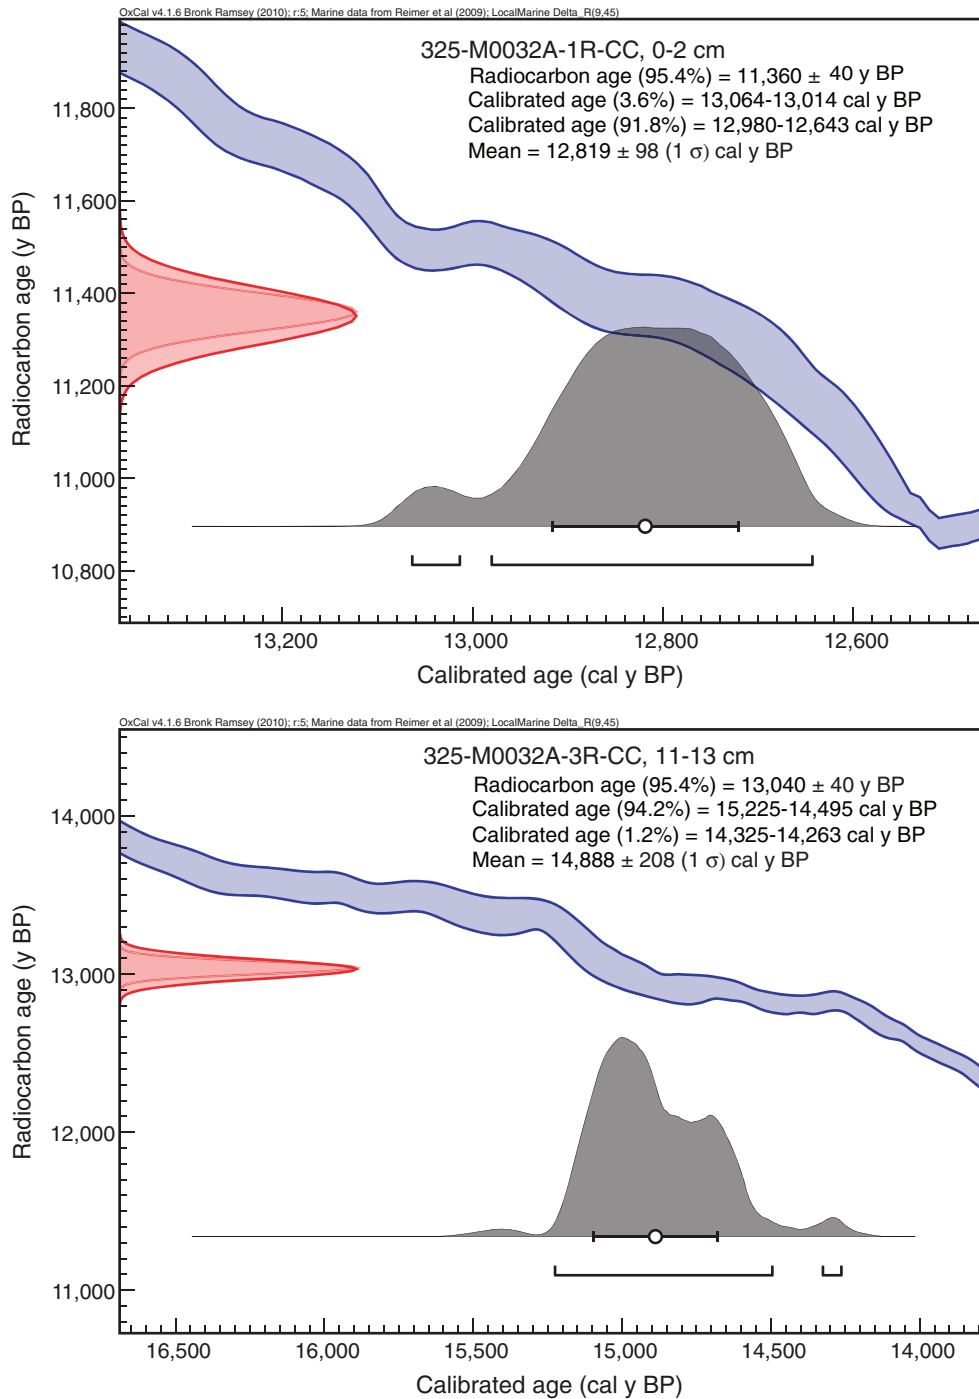 OxCal v4.1.6 Bronk Ramsey (2010); r:5; Marine data from Reimer et al (2009); LocalMarine Delta_R(9,45)
325-M0032A-1R-CC, 0-2 cm
Radiocarbon age (95.4%) = 11,360 ± 40 y BP
Calibrated age (3.6%) = 13,064-13,014 cal y BP
Calibrated age (91.8%) = 12,980-12,643 cal y BP
Mean = 12,819 ± 98 (1 σ) cal y BP
Radiocarbon age (y BP)
11,800
11,600
11,400
11,200
11,000
10,800
13,200 13,000 12,800 12,600
Calibrated age (cal y BP)
OxCal v4.1.6 Bronk Ramsey (2010); r:5; Marine data from Reimer et al (2009); LocalMarine Delta_R(9,45)
325-M0032A-3R-CC, 11-13 cm
Radiocarbon age (95.4%) = 13,040 ± 40 y BP
Calibrated age (94.2%) = 15,225-14,495 cal y BP
Calibrated age (1.2%) = 14,325-14,263 cal y BP
Mean = 14,888 ± 208 (1 σ) cal y BP
Radiocarbon age (y BP)
14,000
13,000
12,000
11,000
16,500 16,000 15,500 15,000 14,500 14,000
Calibrated age (cal y BP)